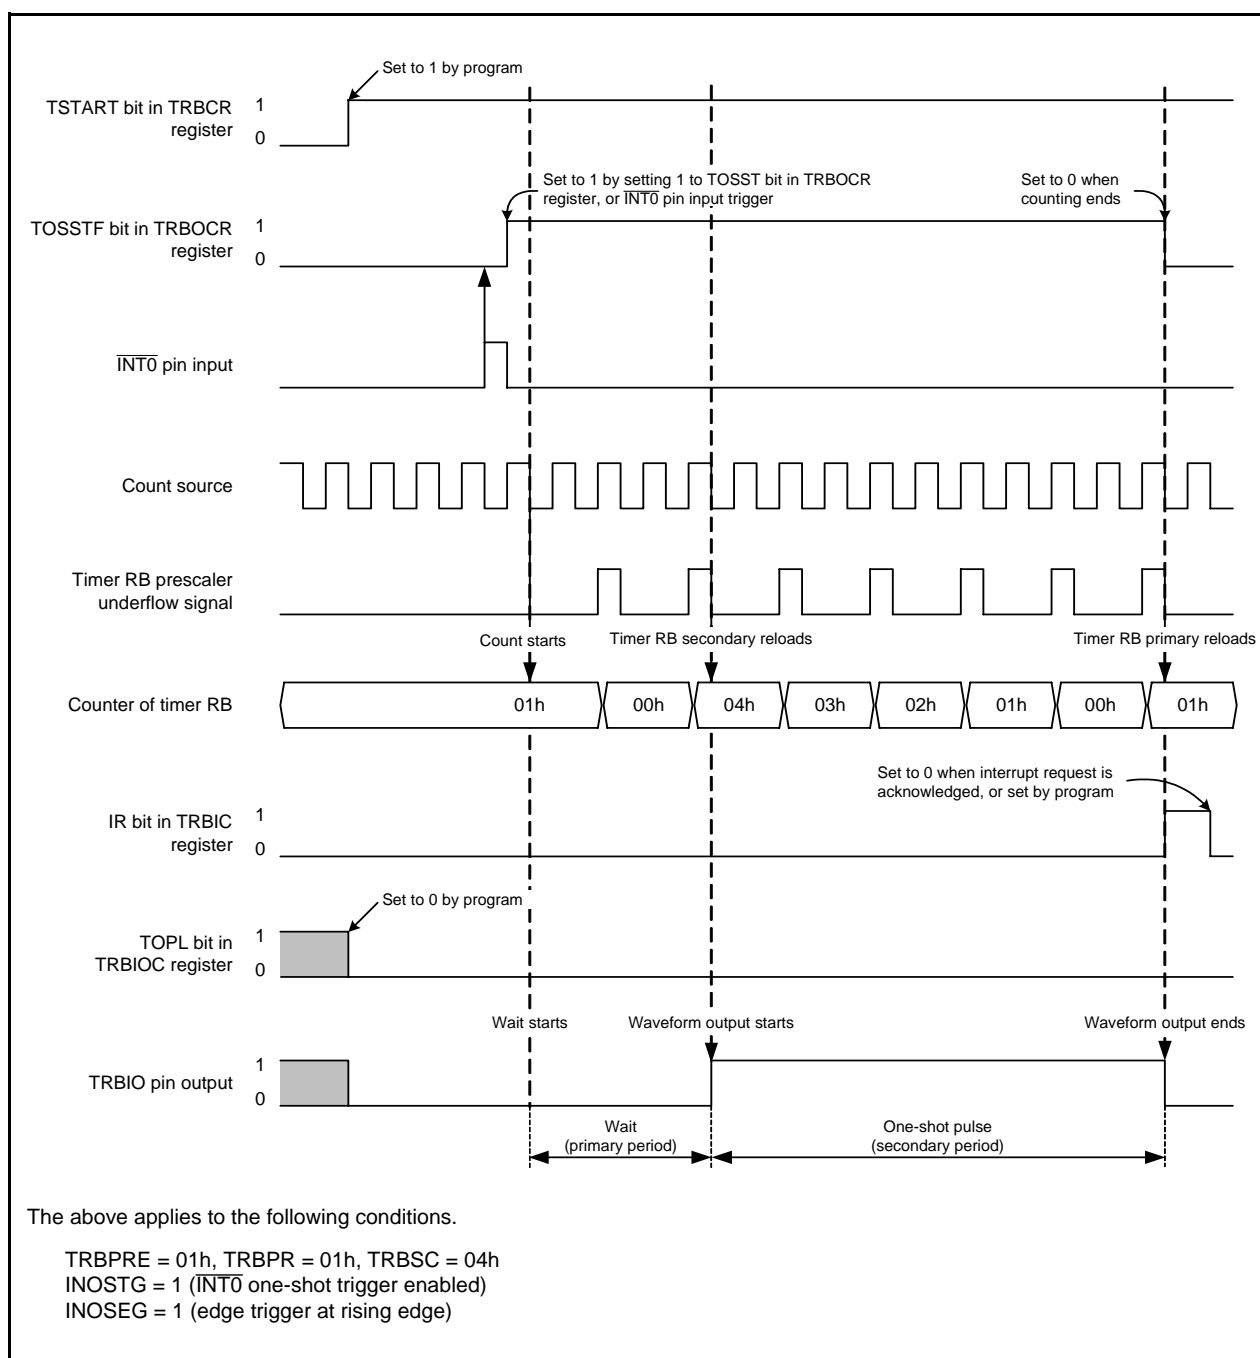 Set to 1 by program
TSTART bit in TRBCR
register
1
0
Set to 1 by setting 1 to TOSST bit in TRBOCR
register, or INT0 pin input trigger
Set to 0 when
counting ends
TOSSTF bit in TRBOCR
register
1
0
INT0 pin input
Count source
Timer RB prescaler
underflow signal
Count starts
Timer RB secondary reloads
Timer RB primary reloads
Counter of timer RB
01h
00h
04h
03h
02h
01h
00h
01h
Set to 0 when interrupt request is
acknowledged, or set by program
IR bit in TRBIC
register
1
0
Set to 0 by program
TOPL bit in
TRBIOC register
1
0
Wait starts
Waveform output starts
Waveform output ends
TRBIO pin output
1
0
Wait
(primary period)
One-shot pulse
(secondary period)
The above applies to the following conditions.
TRBPRE = 01h, TRBPR = 01h, TRBSC = 04h
INOSTG = 1 (INT0 one-shot trigger enabled)
INOSEG = 1 (edge trigger at rising edge)